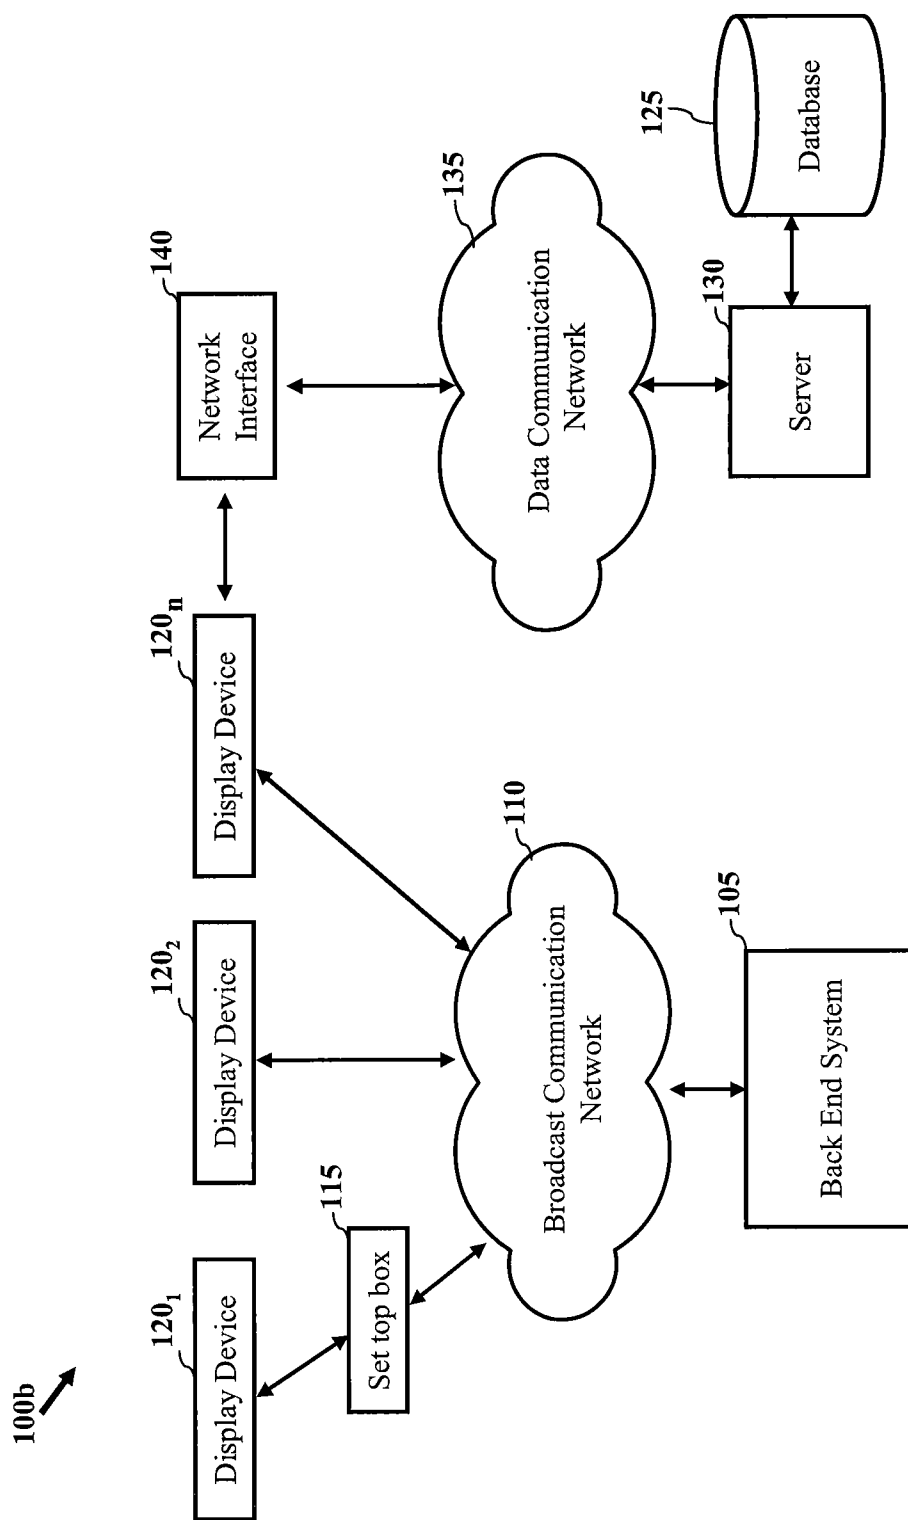 100b
120₁
Display Device
120₂
Display Device
120ₙ
Display Device
140
Network
Interface
115
Set top box
110
Broadcast Communication
Network
135
Data Communication
Network
105
Back End System
130
Server
125
Database